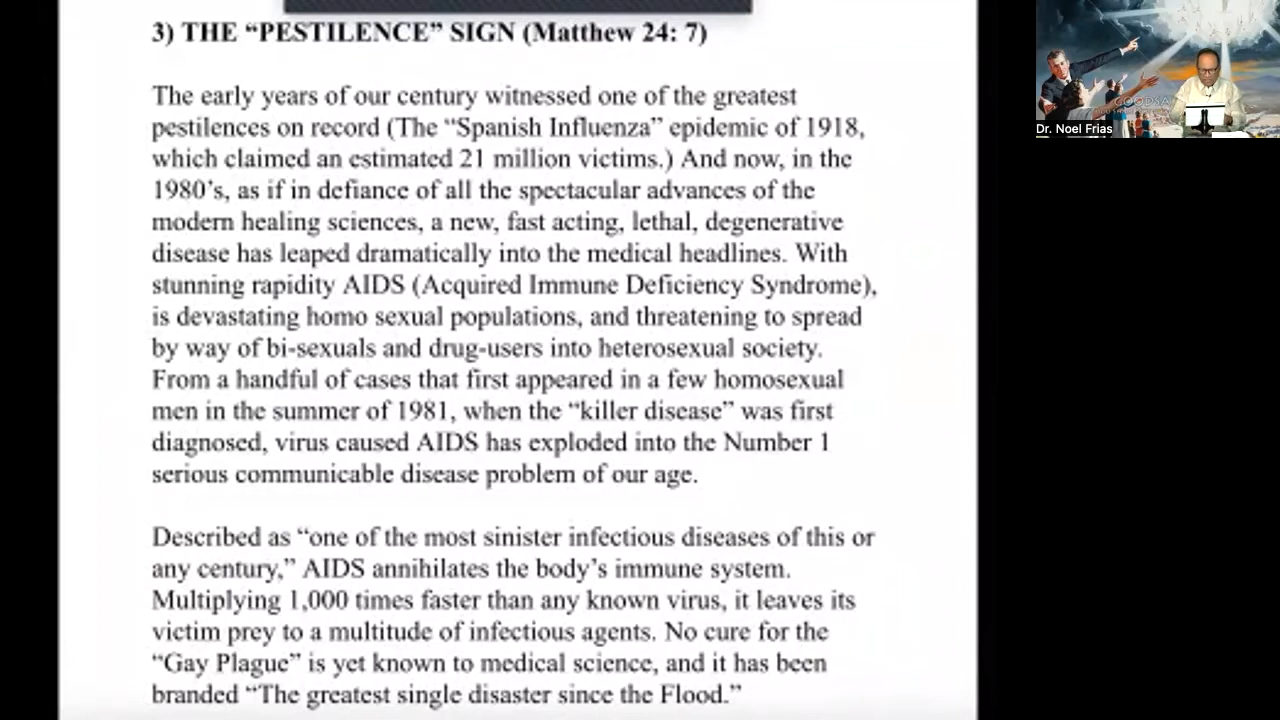 3) THE “PESTILENCE” SIGN (Matthew 24: 7)
The early years of our century witnessed one of the greatest
pestilences on record (The “Spanish Influenza” epidemic of 1918,
which claimed an estimated 21 million victims.) And now, in the
1980’s, as if in defiance of all the spectacular advances of the
modern healing sciences, a new, fast acting, lethal, degenerative
disease has leaped dramatically into the medical headlines. With
stunning rapidity AIDS (Acquired Immune Deficiency Syndrome),
is devastating homo sexual populations, and threatening to spread
by way of bi-sexuals and drug-users into heterosexual society.
From a handful of cases that first appeared in a few homosexual
men in the summer of 1981, when the “killer disease” was first
diagnosed, virus caused AIDS has exploded into the Number 1
serious communicable disease problem of our age.
Described as “one of the most sinister infectious diseases of this or
any century,” AIDS annihilates the body’s immune system.
Multiplying 1,000 times faster than any known virus, it leaves its
victim prey to a multitude of infectious agents. No cure for the
“Gay Plague” is yet known to medical science, and it has been
branded “The greatest single disaster since the Flood.”
Dr. Noel Frias